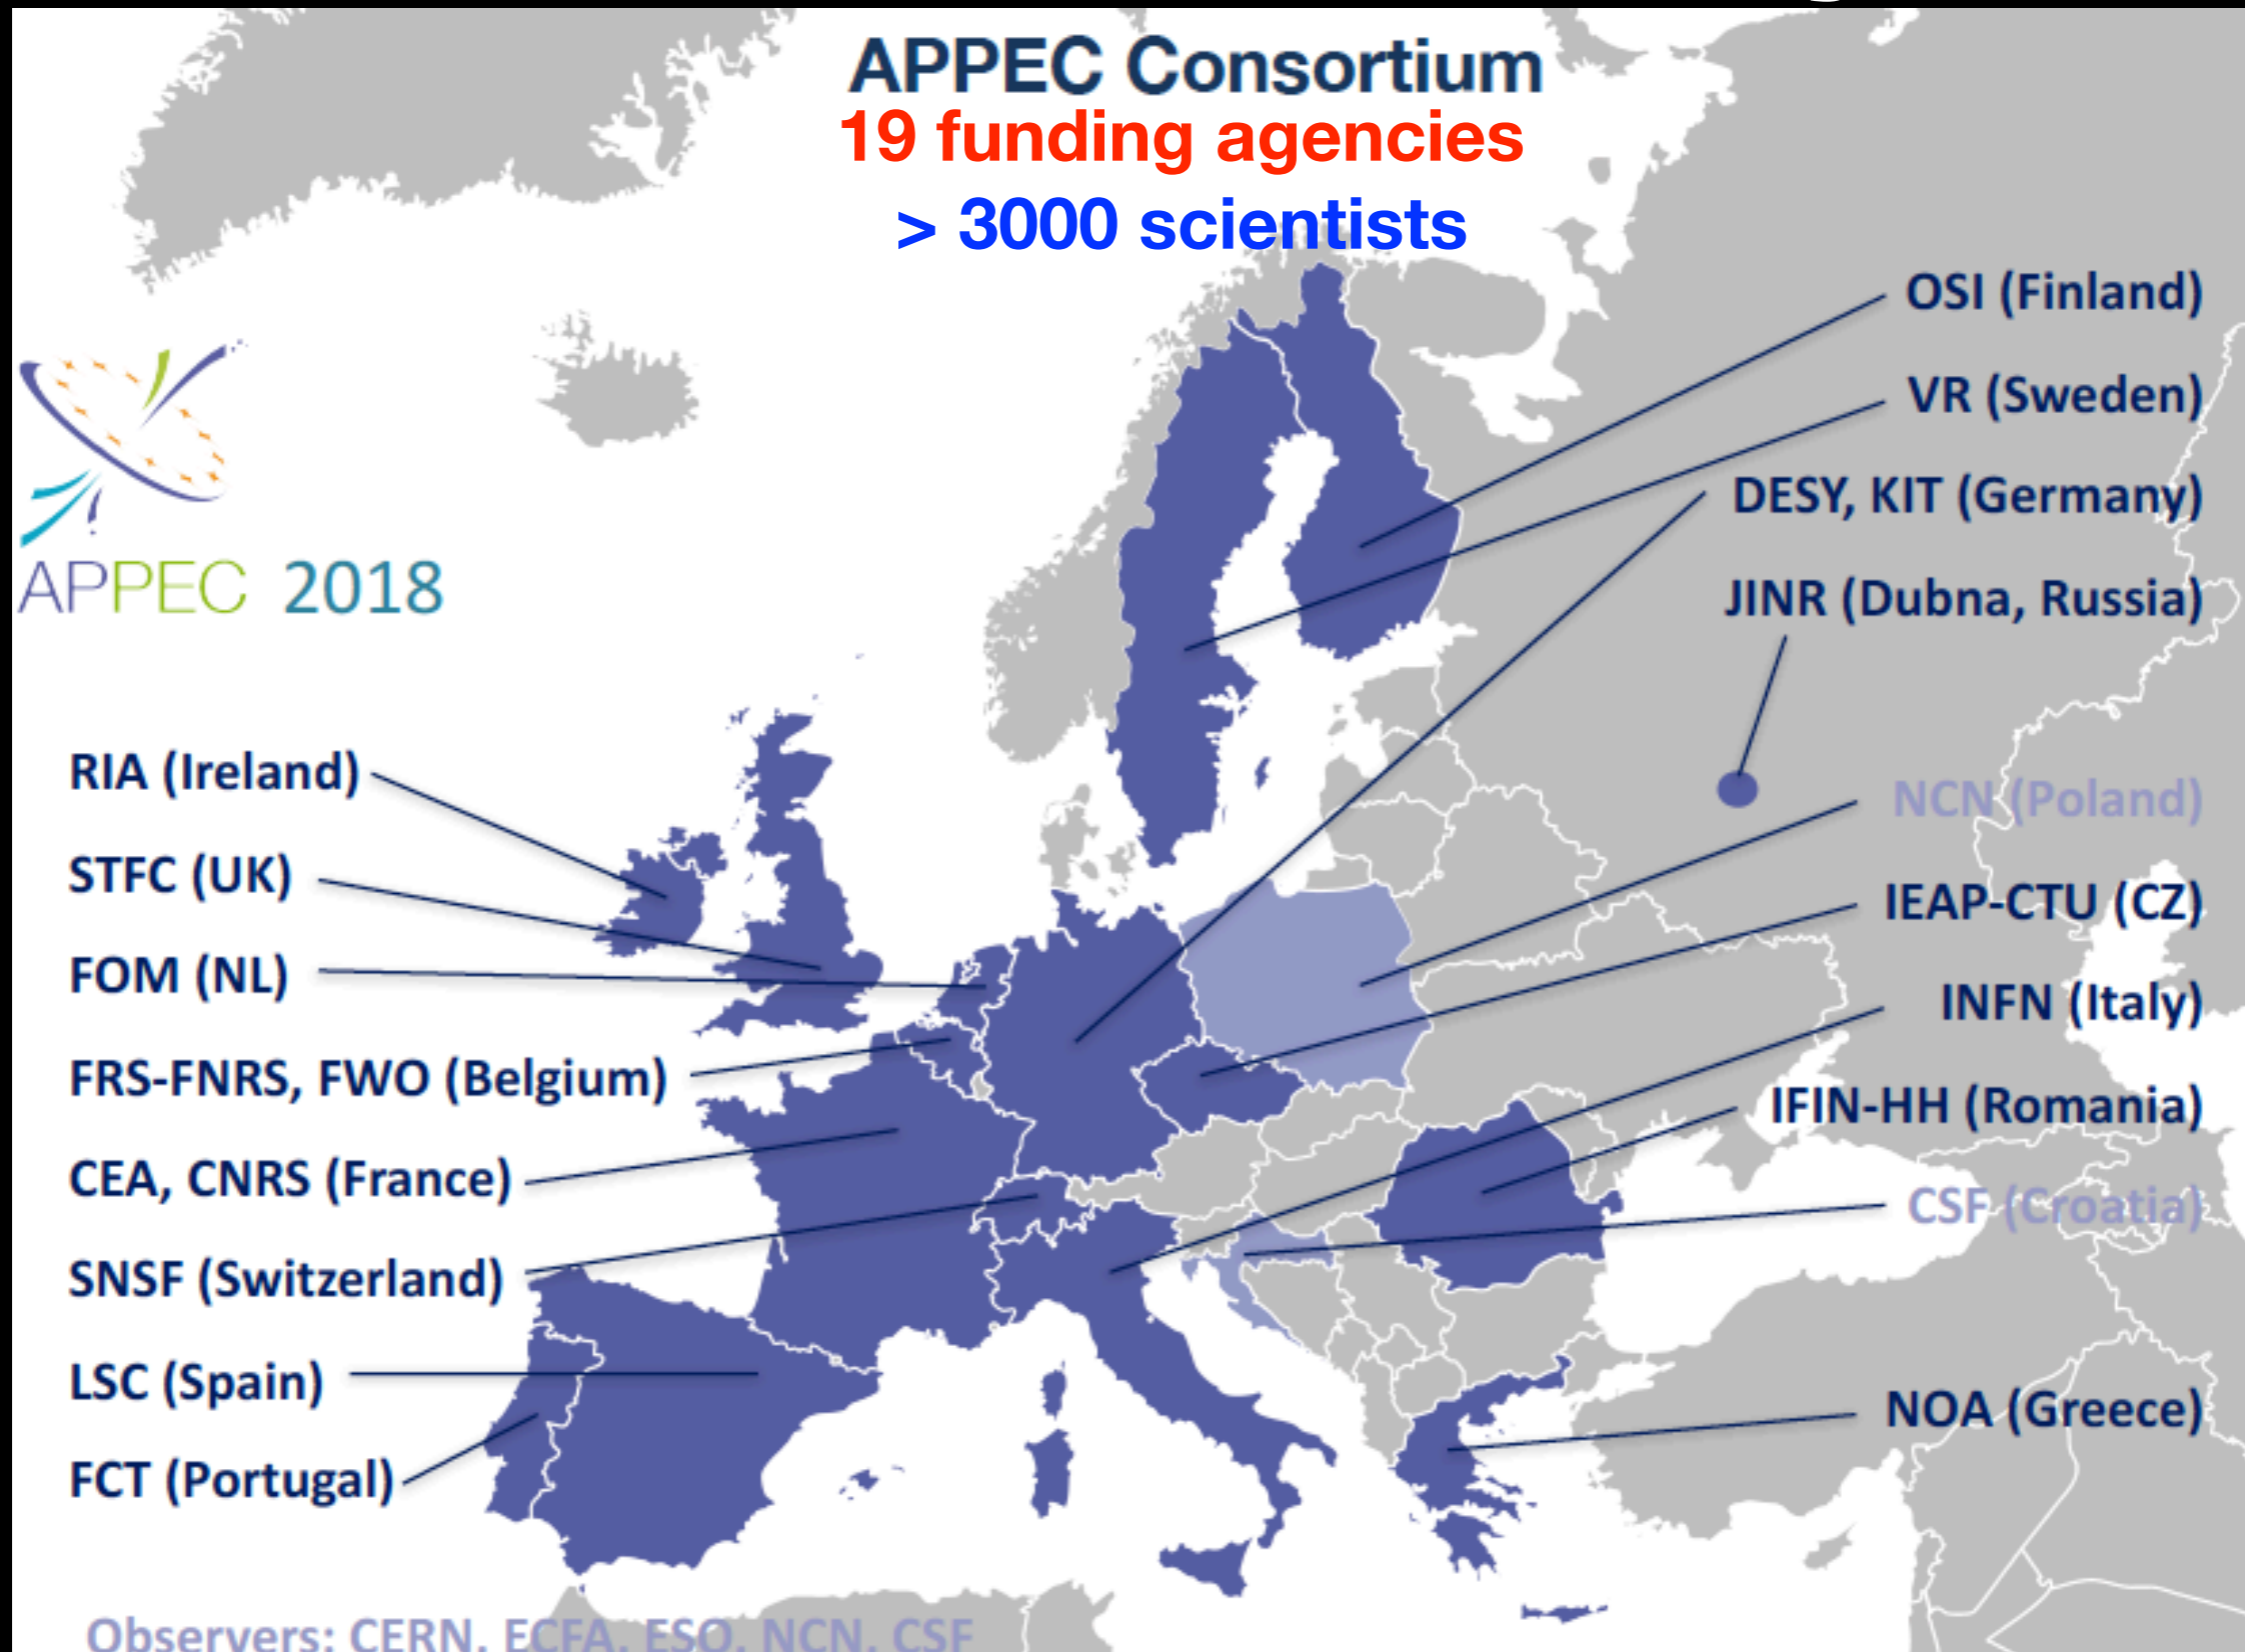 APPEC Consortium
19 funding agencies
> 3000 scientists
APPEC 2018
RIA (Ireland)
STFC (UK)
FOM (NL)
FRS-FNRS, FWO (Belgium)
CEA, CNRS (France)
SNSF (Switzerland)
LSC (Spain)
FCT (Portugal)
OSI (Finland)
VR (Sweden)
DESY, KIT (Germany)
JINR (Dubna, Russia)
NCN (Poland)
IEAP-CTU (CZ)
INFN (Italy)
IFIN-HH (Romania)
CSF (Croatia)
NOA (Greece)
Observers: CERN, ECFA, ESO, NCN, CSF